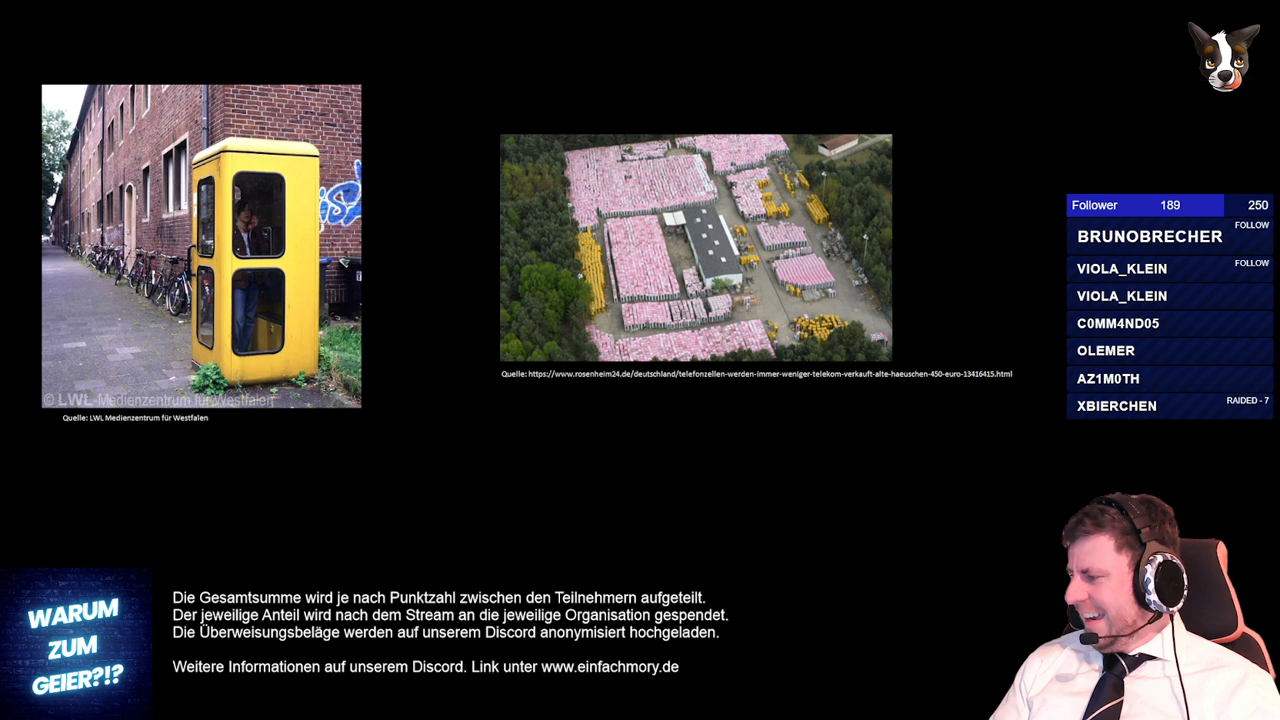 © LWL-Medienzentrum für Westfalen
Quelle: LWL Medienzentrum für Westfalen
Quelle: https://www.rosenheim24.de/deutschland/telefonzellen-werden-immer-weniger-telekom-verkauft-alte-haeuschen-450-euro-13416415.html
Follower 189 250
FOLLOW
BRUNOBRECHER
FOLLOW
VIOLA_KLEIN
VIOLA_KLEIN
C0MM4ND05
OLEMER
AZ1M0TH
XBIERCHEN RAIDED - 7
WARUM
ZUM
GEIER?!?
Die Gesamtsumme wird je nach Punktzahl zwischen den Teilnehmern aufgeteilt.
Der jeweilige Anteil wird nach dem Stream an die jeweilige Organisation gespendet.
Die Überweisungsbeläge werden auf unserem Discord anonymisiert hochgeladen.
Weitere Informationen auf unserem Discord. Link unter www.einfachmory.de